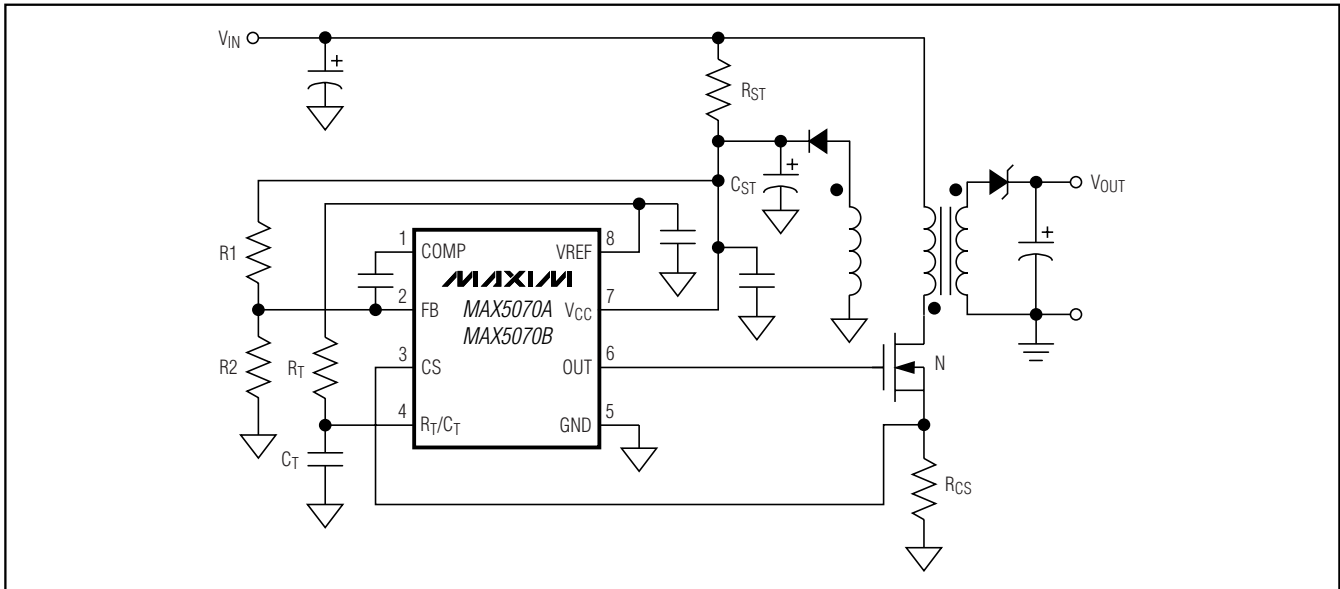 VIN
RST
CST
VOUT
+
+
+
R1
R2
RT
CT
1 COMP
2 FB
3 CS
4 RT/CT
MAXIM
MAX5070A
MAX5070B
VREF 8
VCC 7
OUT 6
GND 5
N
RCS